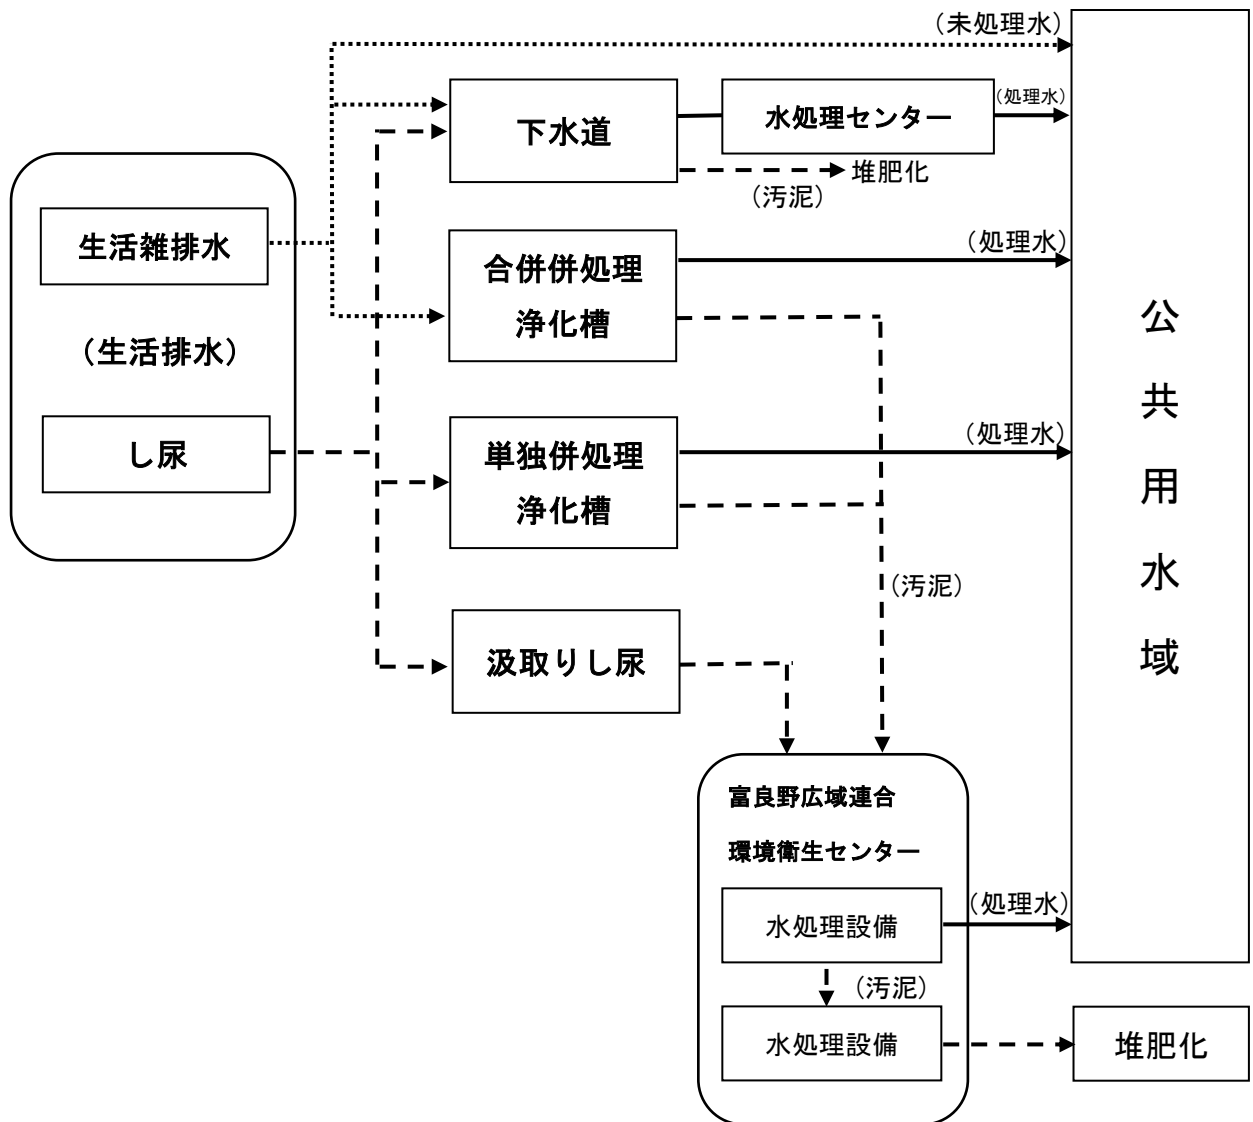 （未処理水）
下水道
水処理センター
（処理水）
堆肥化
（汚泥）
生活雑排水
（生活排水）
し尿
合併併処理
浄化槽
（処理水）
単独併処理
浄化槽
（処理水）
（汚泥）
汲取りし尿
富良野広域連合
環境衛生センター
水処理設備
（処理水）
（汚泥）
水処理設備
堆肥化
公共用水域